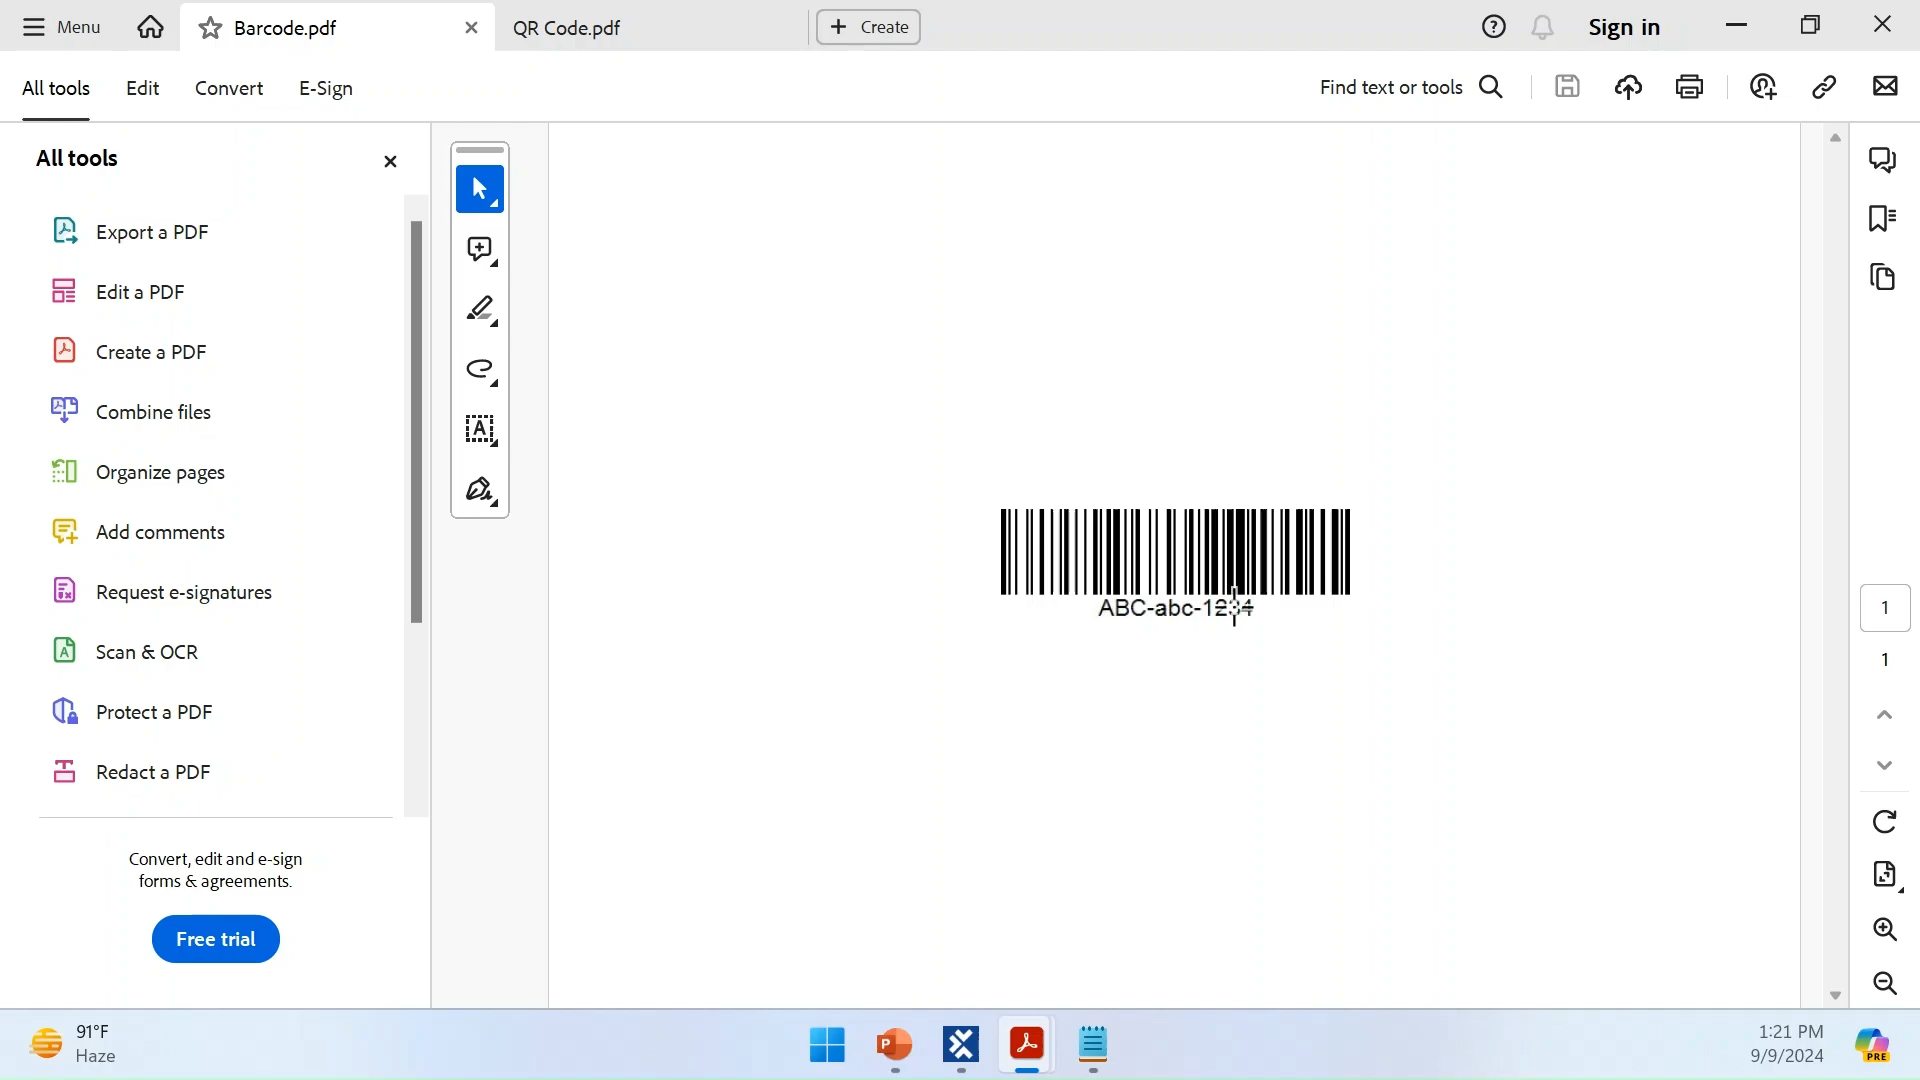 Menu
Barcode.pdf
QR Code.pdf
Create
Sign in
All tools
Edit
Convert
E-Sign
Find text or tools
All tools
Export a PDF
Edit a PDF
Create a PDF
Combine files
Organize pages
Add comments
Request e-signatures
Scan & OCR
Protect a PDF
Redact a PDF
Convert, edit and e-sign
forms & agreements.
Free trial
A
ABC-abc-1234
1
1
91°F
Haze
P
1:21 PM
9/9/2024
PRE